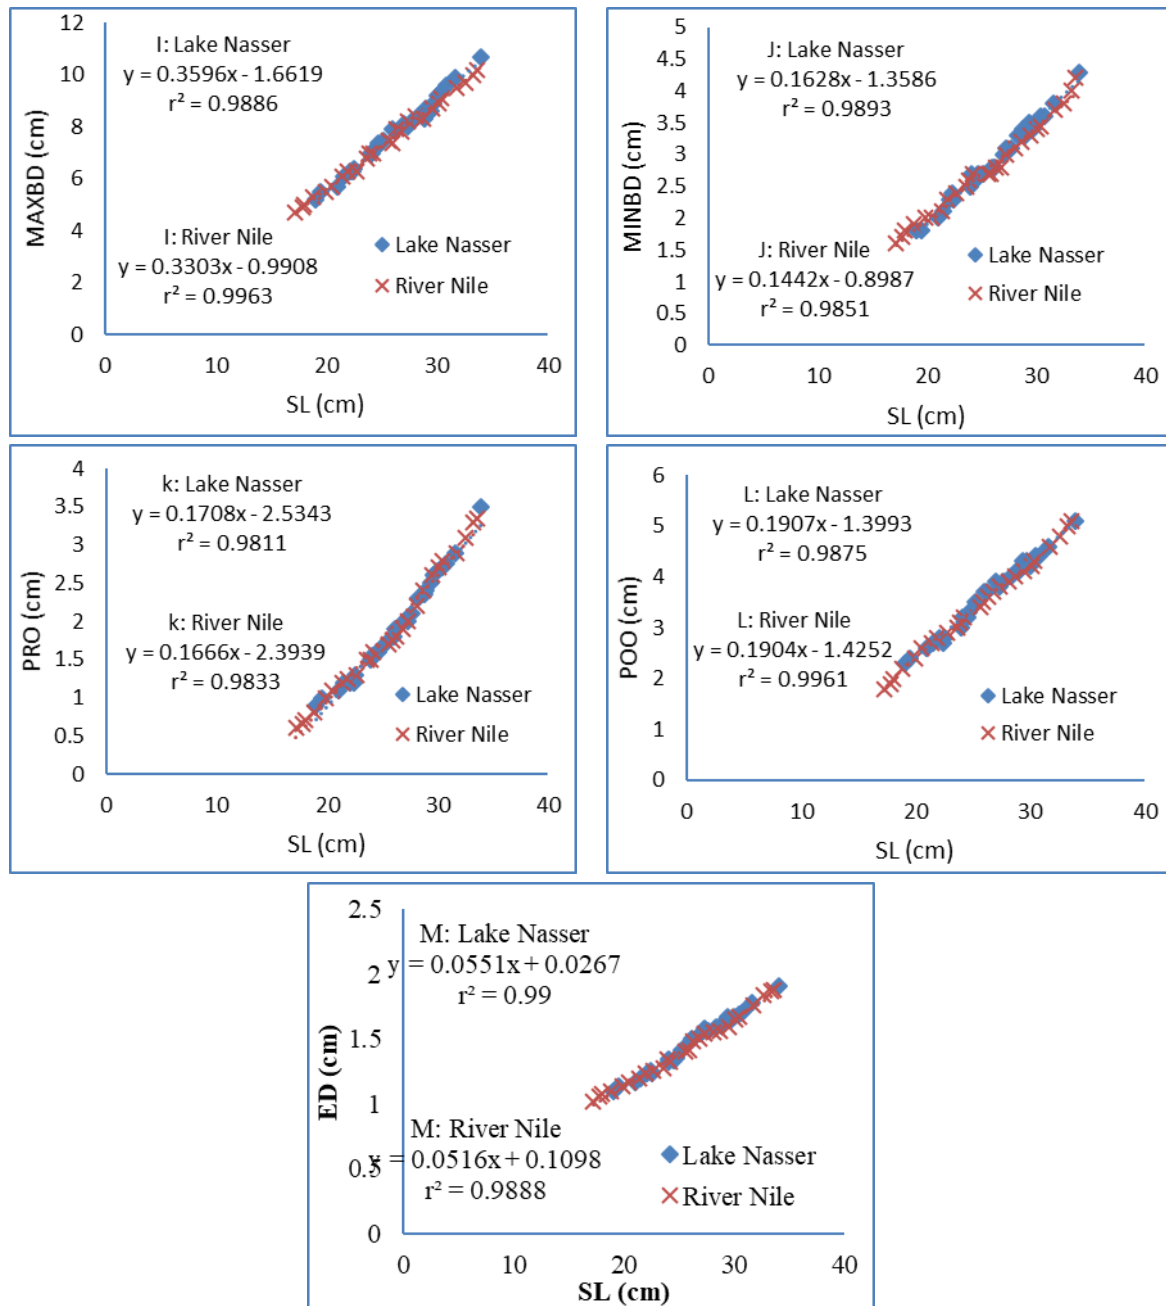 12
10
8
6
4
2
0
MAXBD (cm)
I: Lake Nasser
y = 0.3596x - 1.6619
r² = 0.9886
I: River Nile
y = 0.3303x - 0.9908
r² = 0.9963
Lake Nasser
River Nile
0 10 20 30 40
SL (cm)
5
4.5
4
3.5
3
2.5
2
1.5
1
0.5
0
MINBD (cm)
J: Lake Nasser
y = 0.1628x - 1.3586
r² = 0.9893
J: River Nile
y = 0.1442x - 0.8987
r² = 0.9851
Lake Nasser
River Nile
0 10 20 30 40
SL (cm)
4
3.5
3
2.5
2
1.5
1
0.5
0
PRO (cm)
k: Lake Nasser
y = 0.1708x - 2.5343
r² = 0.9811
k: River Nile
y = 0.1666x - 2.3939
r² = 0.9833
Lake Nasser
River Nile
0 10 20 30 40
SL (cm)
6
5
4
3
2
1
0
POO (cm)
L: Lake Nasser
y = 0.1907x - 1.3993
r² = 0.9875
L: River Nile
y = 0.1904x - 1.4252
r² = 0.9961
Lake Nasser
River Nile
0 10 20 30 40
SL (cm)
2.5
2
1.5
1
0.5
0
ED (cm)
M: Lake Nasser
y = 0.0551x + 0.0267
r² = 0.99
M: River Nile
y = 0.0516x + 0.1098
r² = 0.9888
Lake Nasser
River Nile
0 10 20 30 40
SL (cm)